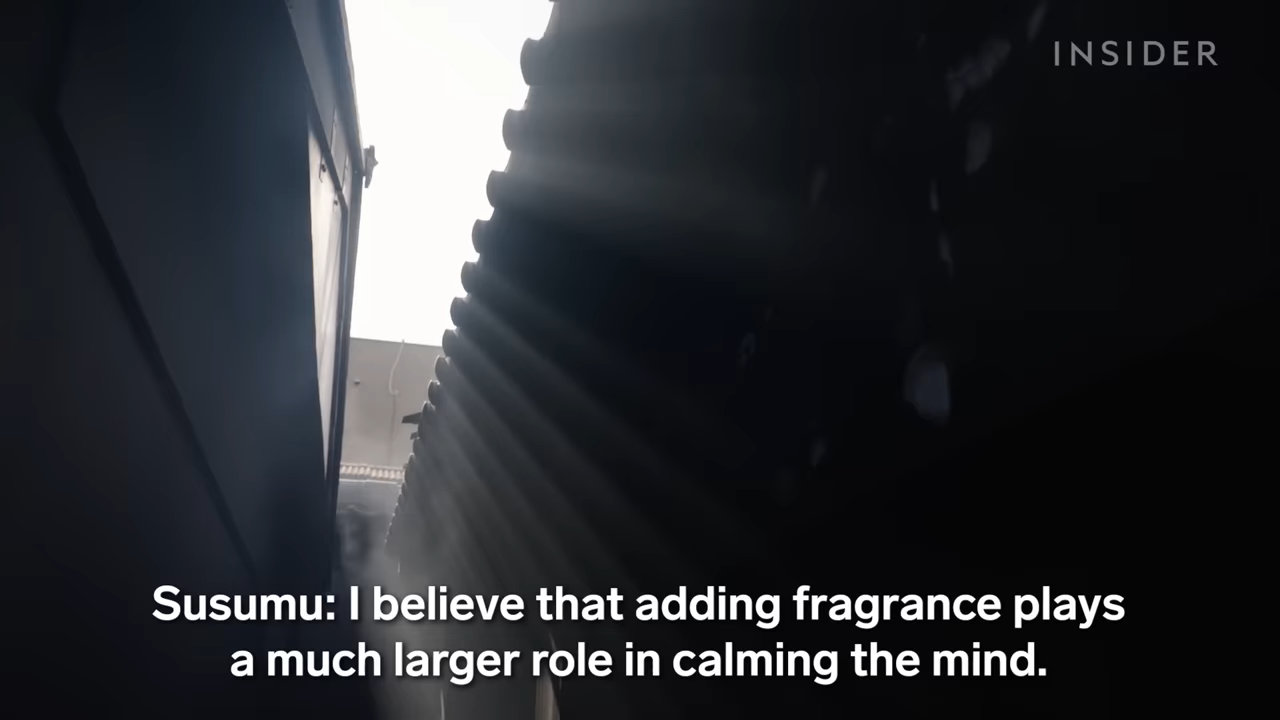 INSIDER
Susumu: I believe that adding fragrance plays
a much larger role in calming the mind.